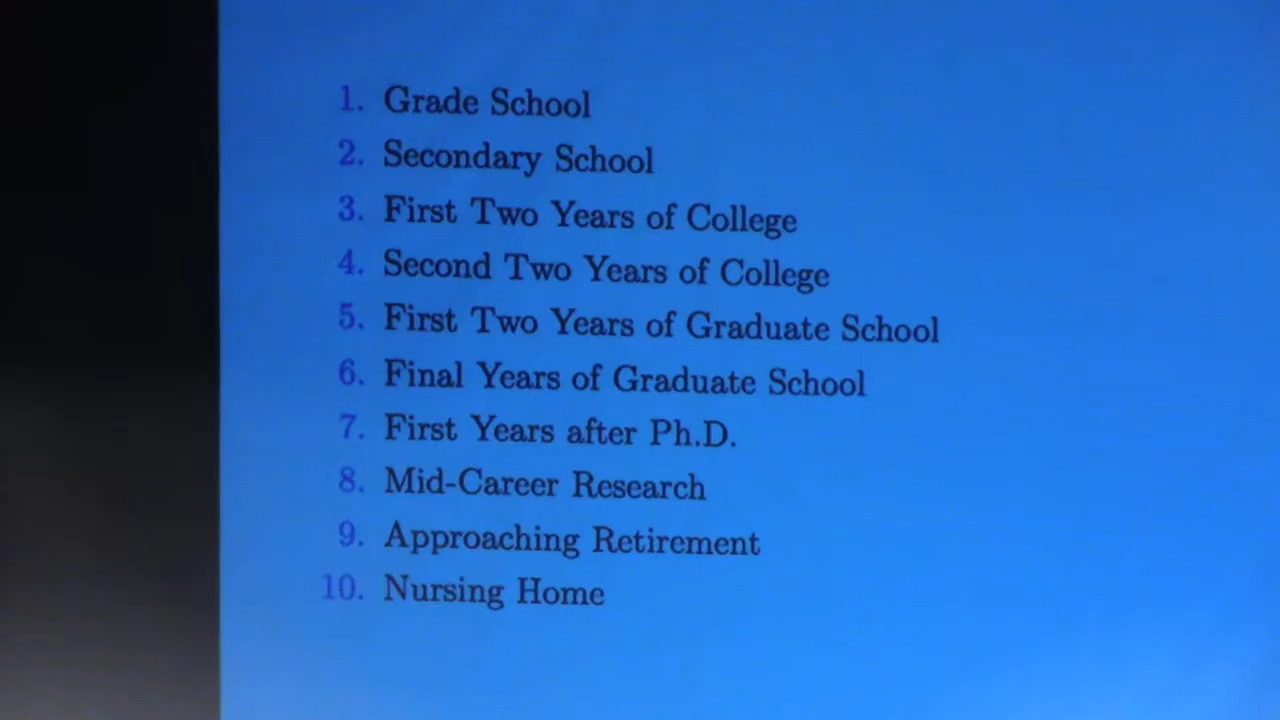 1. Grade School
2. Secondary School
3. First Two Years of College
4. Second Two Years of College
5. First Two Years of Graduate School
6. Final Years of Graduate School
7. First Years after Ph.D.
8. Mid-Career Research
9. Approaching Retirement
10. Nursing Home